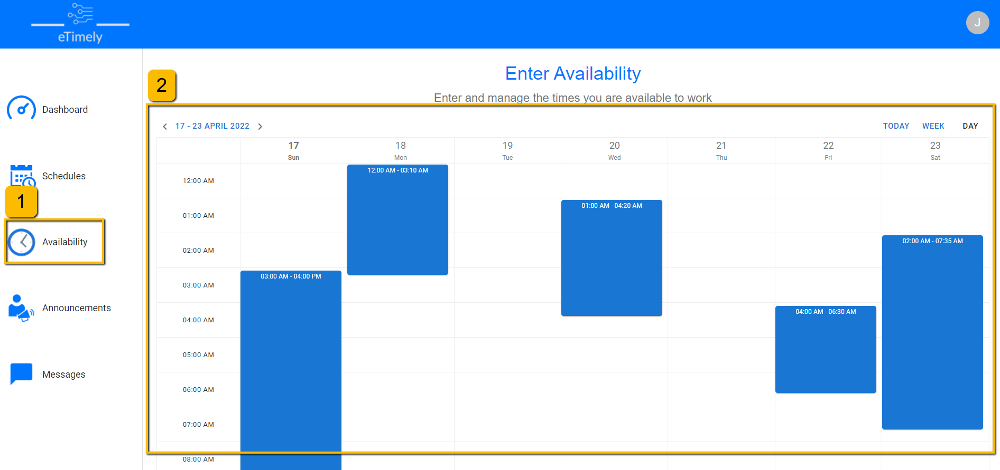 eTimely
J
Enter Availability
Enter and manage the times you are available to work
2
Dashboard
Schedules
1
Availability
Announcements
Messages
17 - 23 APRIL 2022
TODAY WEEK DAY
17 18 19 20 21 22 23
Sun Mon Tue Wed Thu Fri Sat
12:00 AM - 03:10 AM
12:00 AM
01:00 AM - 04:20 AM
01:00 AM
02:00 AM - 07:35 AM
02:00 AM
03:00 AM - 04:00 PM
03:00 AM
04:00 AM - 06:30 AM
04:00 AM
05:00 AM
06:00 AM
07:00 AM
08:00 AM